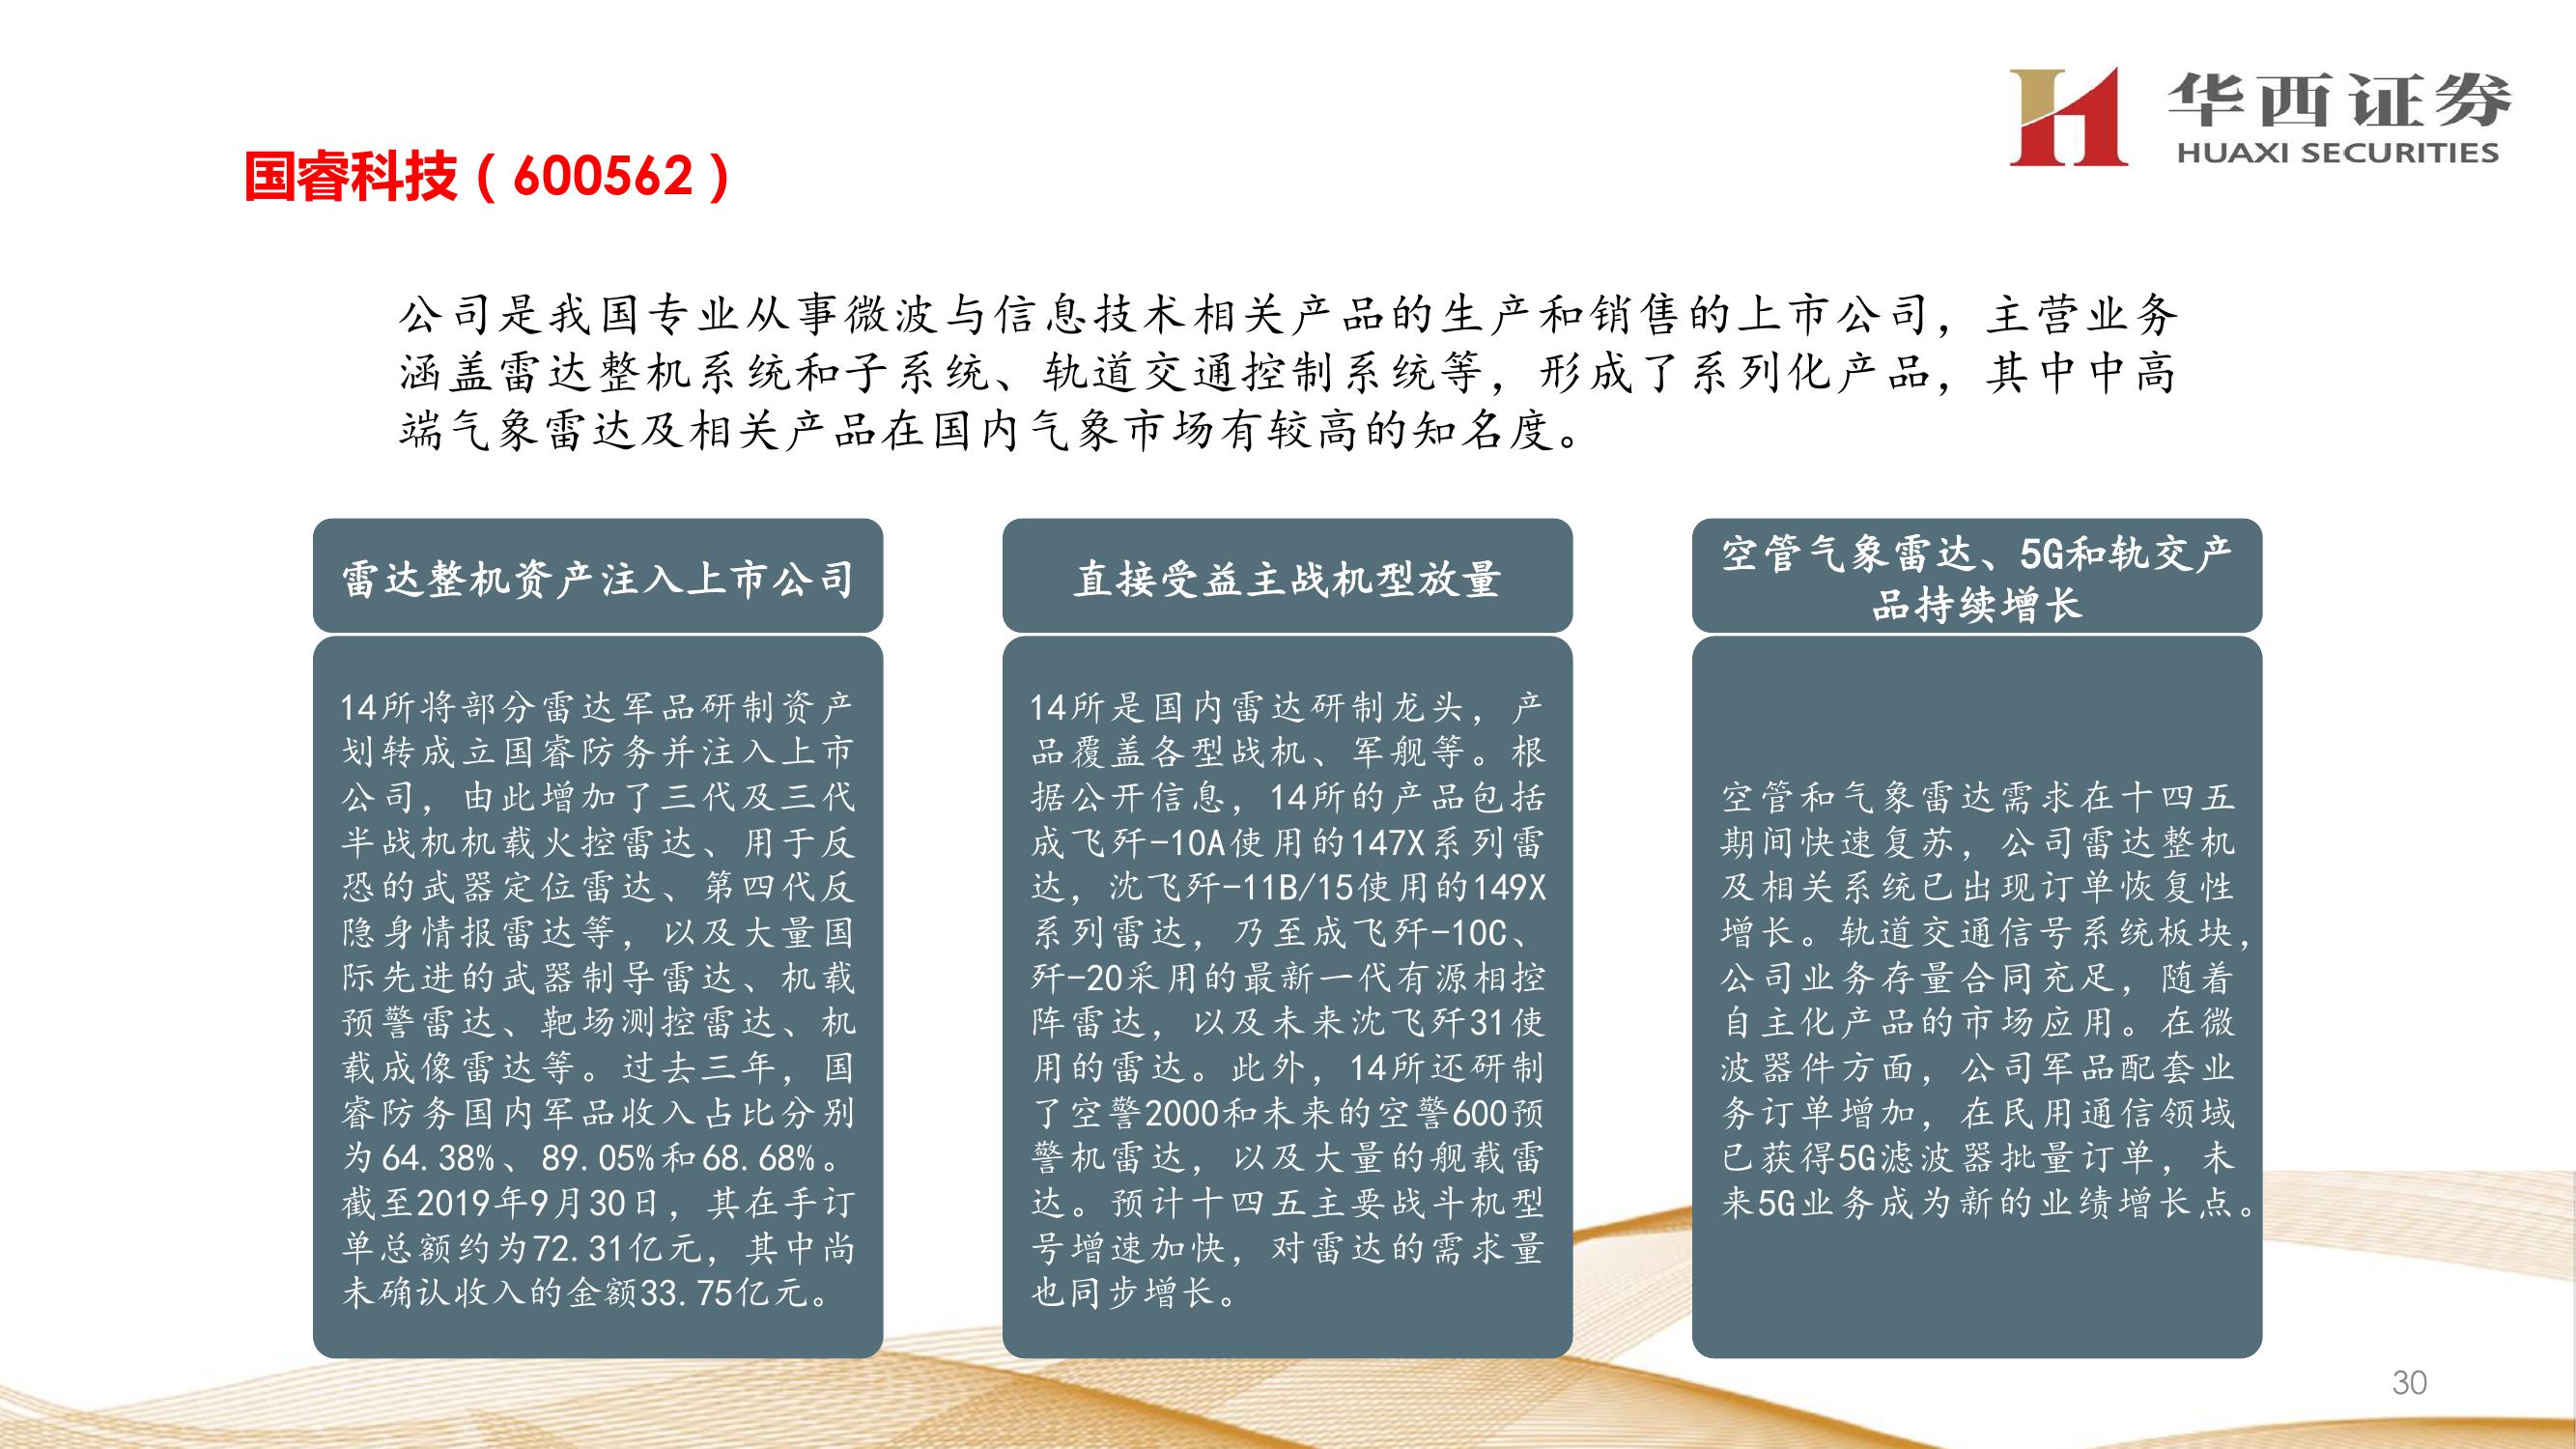 华西证券
HUAXI SECURITIES
国睿科技（600562）
公司是我国专业从事微波与信息技术相关产品的生产和销售的上市公司，主营业务
涵盖雷达整机系统和子系统、轨道交通控制系统等，形成了系列化产品，其中中高
端气象雷达及相关产品在国内气象市场有较高的知名度。
雷达整机资产注入上市公司
14所将部分雷达军品研制资产
划转成立国睿防务并注入上市
公司，由此增加了三代及三代
半战机机载火控雷达、用于反
恐的武器定位雷达、第四代反
隐身情报雷达等，以及大量国
际先进的武器制导雷达、机载
预警雷达、靶场测控雷达、机
载成像雷达等。过去三年，国
睿防务国内军品收入占比分别
为64.38%、89.05%和68.68%。
截至2019年9月30日，其在手订
单总额约为72.31亿元，其中尚
未确认收入的金额33.75亿元。
直接受益主战机型放量
14所是国内雷达研制龙头，产
品覆盖各型战机、军舰等。根
据公开信息，14所的产品包括
成飞歼-10A使用的147X系列雷
达，沈飞歼-11B/15使用的149X
系列雷达，乃至成飞歼-10C、
歼-20采用的最新一代有源相控
阵雷达，以及未来沈飞歼31使
用的雷达。此外，14所还研制
了空警2000和未来的空警600预
警机雷达，以及大量的舰载雷
达。预计十四五主要战斗机型
号增速加快，对雷达的需求量
也同步增长。
空管气象雷达、5G和轨交产
品持续增长
空管和气象雷达需求在十四五
期间快速复苏，公司雷达整机
及相关系统已出现订单恢复性
增长。轨道交通信号系统板块，
公司业务存量合同充足，随着
自主化产品的市场应用。在微
波器件方面，公司军品配套业
务订单增加，在民用通信领域
已获得5G滤波器批量订单，未
来5G业务成为新的业绩增长点。
30